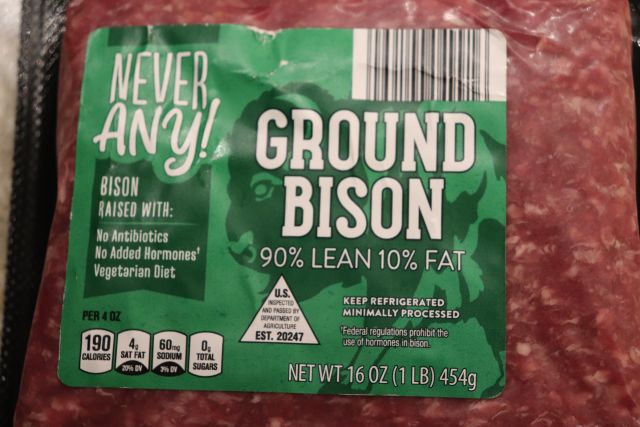 NEVER
ANY!
BISON
RAISED WITH:
No Antibiotics
No Added Hormones†
Vegetarian Diet
GROUND
BISON
90% LEAN 10% FAT
U.S.
INSPECTED
AND PASSED BY
DEPARTMENT OF
AGRICULTURE
EST. 20247
KEEP REFRIGERATED
MINIMALLY PROCESSED
†Federal regulations prohibit the
use of hormones in bison.
PER 4 OZ
190
CALORIES
4g
SAT FAT
20% DV
60mg
SODIUM
3% DV
0g
TOTAL
SUGARS
NET WT 16 OZ (1 LB) 454g